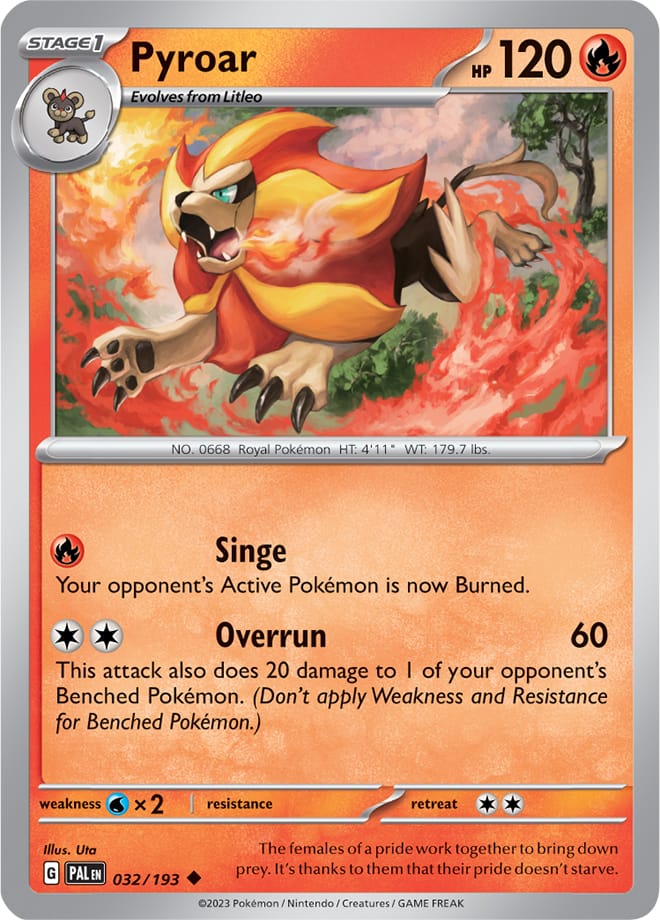 STAGE 1
Pyroar
HP 120
Evolves from Litleo
NO. 0668 Royal Pokémon HT: 4'11" WT: 179.7 lbs.
Singe
Your opponent's Active Pokémon is now Burned.
Overrun 60
This attack also does 20 damage to 1 of your opponent's
Benched Pokémon. (Don't apply Weakness and Resistance
for Benched Pokémon.)
weakness × 2 resistance retreat
Illus. Uta
G PAL EN 032/193
The females of a pride work together to bring down
prey. It's thanks to them that their pride doesn't starve.
©2023 Pokémon / Nintendo / Creatures / GAME FREAK